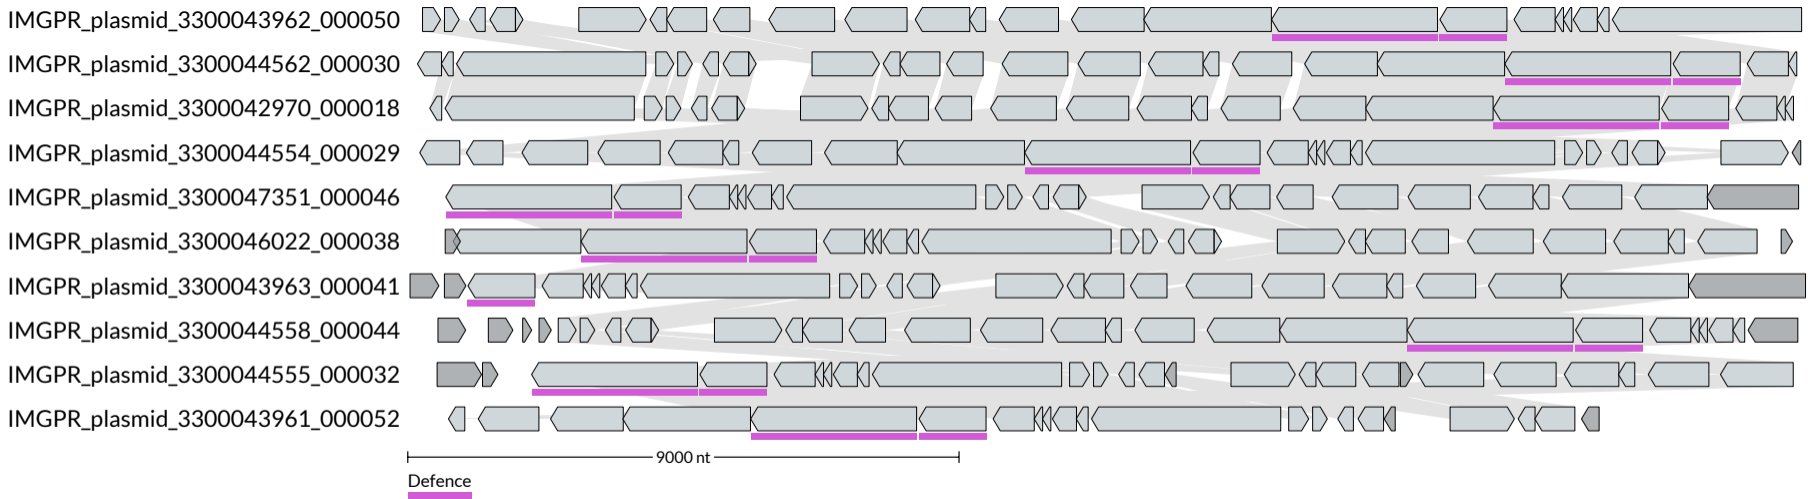 IMGPR_plasmid_3300043962_000050
IMGPR_plasmid_3300044562_000030
IMGPR_plasmid_3300042970_000018
IMGPR_plasmid_3300044554_000029
IMGPR_plasmid_3300047351_000046
IMGPR_plasmid_3300046022_000038
IMGPR_plasmid_3300043963_000041
IMGPR_plasmid_3300044558_000044
IMGPR_plasmid_3300044555_000032
IMGPR_plasmid_3300043961_000052
9000 nt
Defence